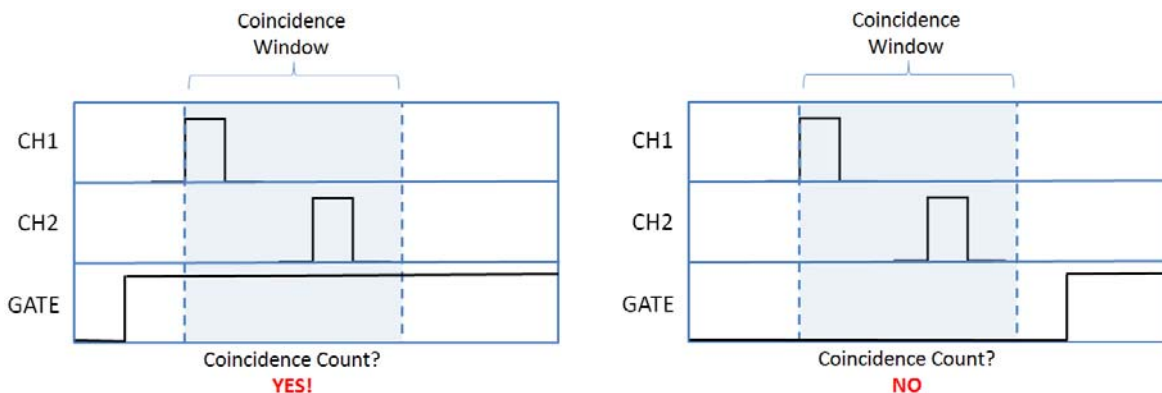 Coincidence
Window
CH1
CH2
GATE
Coincidence Count?
YES!
Coincidence
Window
CH1
CH2
GATE
Coincidence Count?
NO